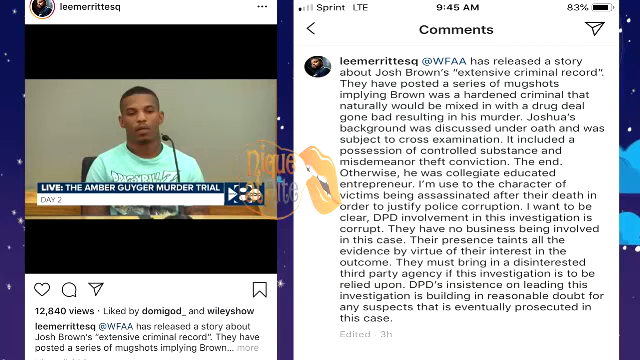 leemerrittesq
LIVE: THE AMBER GUYGER MURDER TRIAL
DAY 2
8
12,840 views · Liked by domigod_ and wileyshow
leemerrittesq @WFAA has released a story
about Josh Brown's "extensive criminal record".
They have posted a series of mugshots
implying Brown was a hardened criminal... more
Sprint LTE
9:45 AM
83%
Comments
leemerrittesq @WFAA has released a story
about Josh Brown's "extensive criminal record".
They have posted a series of mugshots
implying Brown was a hardened criminal that
naturally would be mixed in with a drug deal
gone bad resulting in his murder. Joshua's
background was discussed under oath and was
subject to cross examination. It included a
possession of controlled substance and
misdemeanor theft conviction. The end.
Otherwise, he was collegiate educated
entrepreneur. I'm use to the character of
victims being assassinated after their death in
order to justify police corruption. I want to be
clear, DPD involvement in this investigation is
corrupt. They have no business being involved
in this case. Their presence taints all the
evidence by virtue of their interest in the
outcome. They must bring in a disinterested
third party agency if this investigation is to be
relied upon. DPD's insistence on leading this
investigation is building in reasonable doubt for
any suspects that is eventually prosecuted in
this case.
Edited · 3h